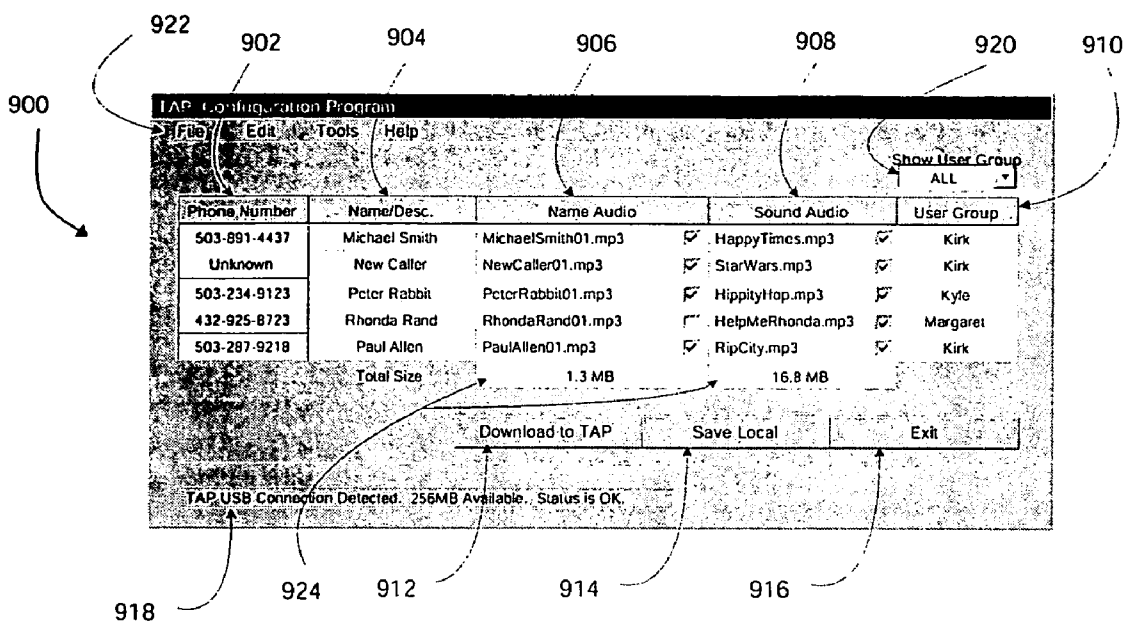 922 902 904 906 908 920 910
900
TAP Configuration Program
File Edit Tools Help
Show User Group
ALL
Phone Number Name/Desc. Name Audio Sound Audio User Group
503-891-4437 Michael Smith MichaelSmith01.mp3 HappyTimes.mp3 Kirk
Unknown New Caller NewCaller01.mp3 StarWars.mp3 Kirk
503-234-9123 Peter Rabbit PeterRabbit01.mp3 HippityHop.mp3 Kyle
432-925-8723 Rhonda Rand RhondaRand01.mp3 HelpMeRhonda.mp3 Margaret
503-287-9218 Paul Allen PaulAllen01.mp3 RipCity.mp3 Kirk
Total Size 1.3 MB 16.8 MB
Download to TAP Save Local Exit
TAP USB Connection Detected. 256MB Available. Status is OK.
924 912 914 916
918